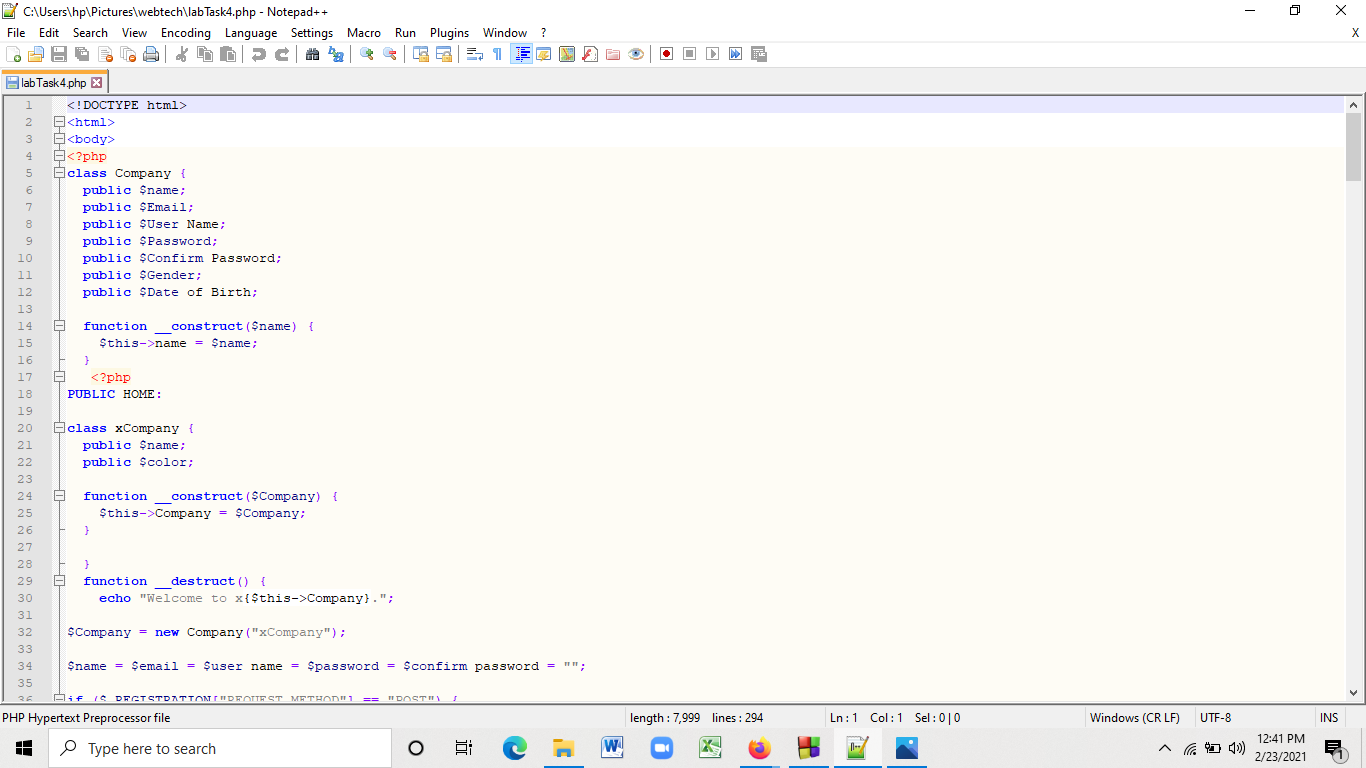 C:\Users\hp\Pictures\webtech\labTask4.php - Notepad++
File Edit Search View Encoding Language Settings Macro Run Plugins Window ? X
labTask4.php
1 <!DOCTYPE html>
2 <html>
3 <body>
4 <?php
5 class Company {
6 public $name;
7 public $Email;
8 public $User Name;
9 public $Password;
10 public $Confirm Password;
11 public $Gender;
12 public $Date of Birth;
13
14 function __construct($name) {
15 $this->name = $name;
16 }
17 <?php
18 PUBLIC HOME:
19
20 class xCompany {
21 public $name;
22 public $color;
23
24 function __construct($Company) {
25 $this->Company = $Company;
26 }
27
28 }
29 function __destruct() {
30 echo "Welcome to x{$this->Company}.";
31
32 $Company = new Company("xCompany");
33
34 $name = $email = $user name = $password = $confirm password = "";
35
36 if ($_REGISTRATION["REQUEST_METHOD"] == "POST") {
PHP Hypertext Preprocessor file length : 7,999 lines : 294 Ln : 1 Col : 1 Sel : 0 | 0 Windows (CR LF) UTF-8 INS
Type here to search
12:41 PM
2/23/2021
1